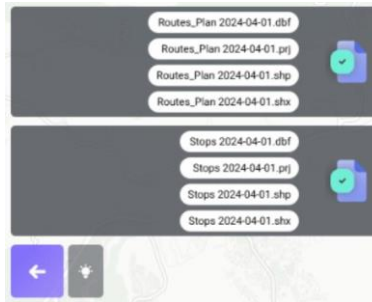 Routes_Plan 2024-04-01.dbf
Routes_Plan 2024-04-01.prj
Routes_Plan 2024-04-01.shp
Routes_Plan 2024-04-01.shx
Stops 2024-04-01.dbf
Stops 2024-04-01.prj
Stops 2024-04-01.shp
Stops 2024-04-01.shx